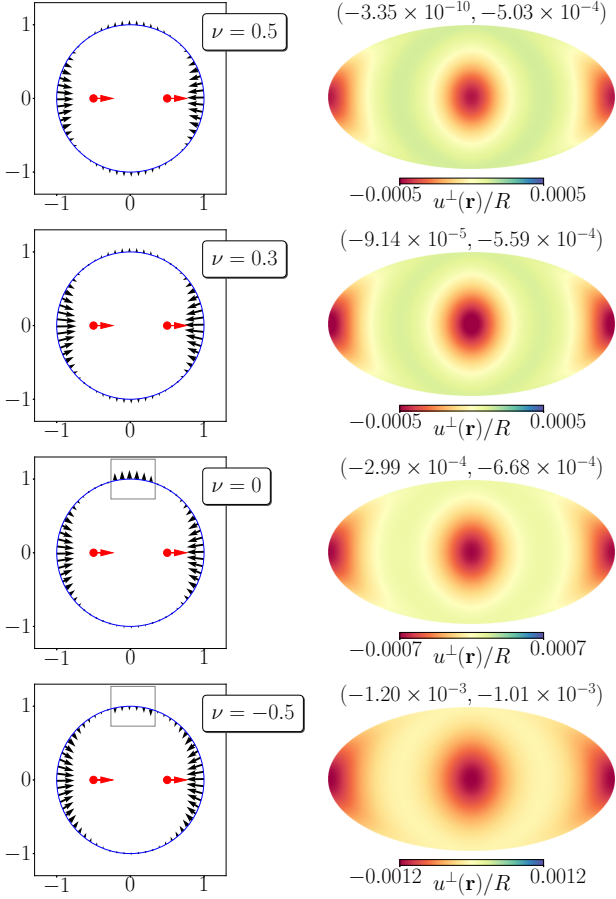 ν = 0.5
1
0
−1
−1
0
1
(−3.35 × 10⁻¹⁰, −5.03 × 10⁻⁴)
−0.0005
u⊥(r)/R
0.0005
ν = 0.3
1
0
−1
−1
0
1
(−9.14 × 10⁻⁵, −5.59 × 10⁻⁴)
−0.0005
u⊥(r)/R
0.0005
ν = 0
1
0
−1
−1
0
1
(−2.99 × 10⁻⁴, −6.68 × 10⁻⁴)
−0.0007
u⊥(r)/R
0.0007
ν = −0.5
1
0
−1
−1
0
1
(−1.20 × 10⁻³, −1.01 × 10⁻³)
−0.0012
u⊥(r)/R
0.0012